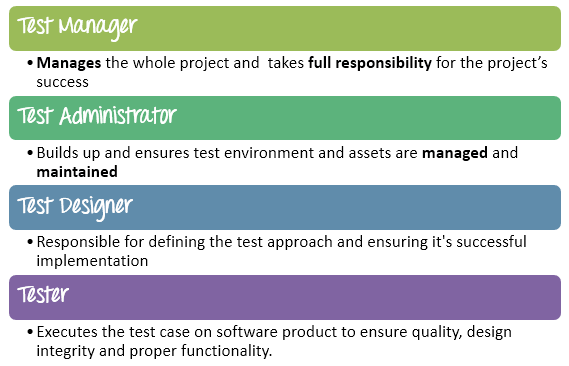 Test Manager
•Manages the whole project and takes full responsibility for the project's
success
Test Administrator
•Builds up and ensures test environment and assets are managed and
maintained
Test Designer
•Responsible for defining the test approach and ensuring it's successful
implementation
Tester
•Executes the test case on software product to ensure quality, design
integrity and proper functionality.